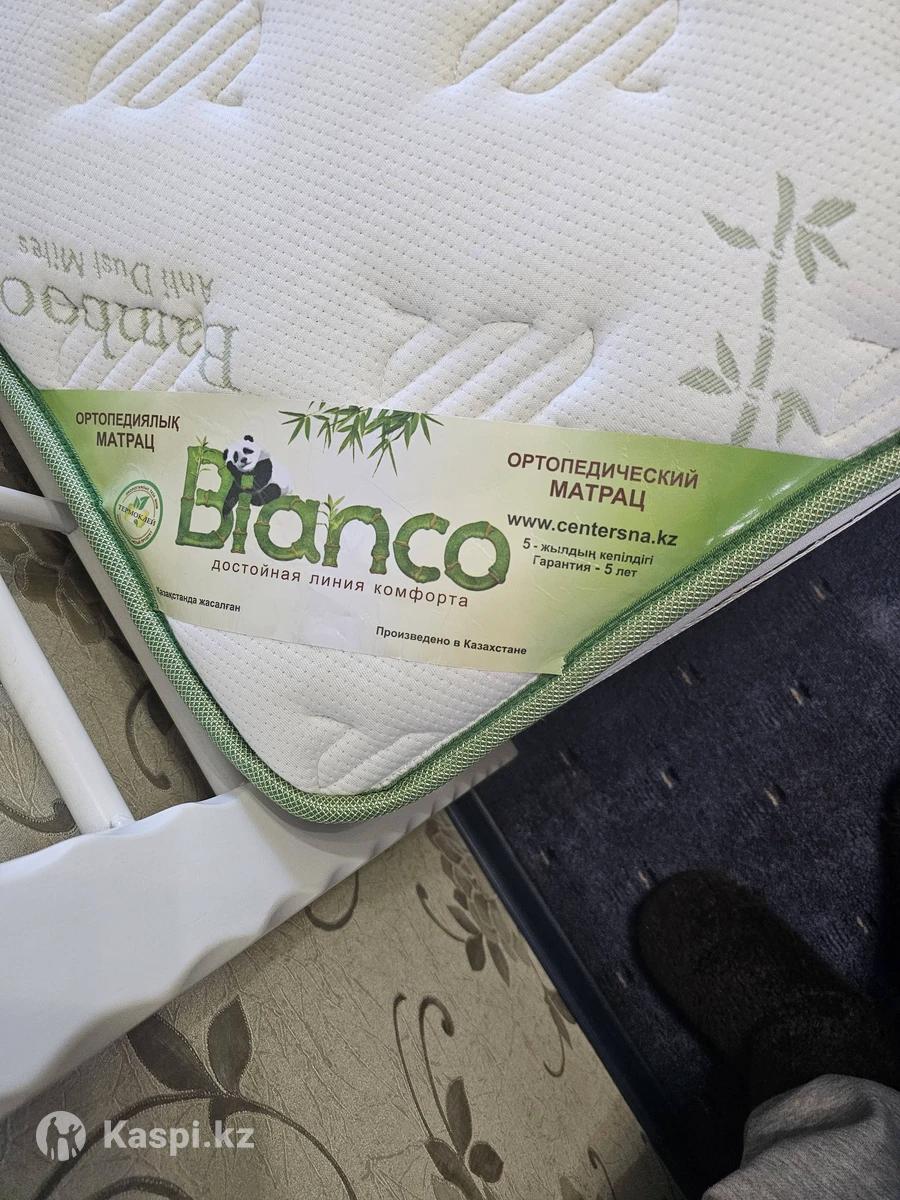 Anti Dust Mites
Bamboo
ОРТОПЕДИЯЛЫҚ
МАТРАЦ
ТЕРМОКЛЕЙ
Bianco
достойная линия комфорта
ОРТОПЕДИЧЕСКИЙ
МАТРАЦ
www.centersna.kz
5 - жылдың кепілдігі
Гарантия - 5 лет
Қазақстанда жасалған
Произведено в Казахстане
Kaspi.kz